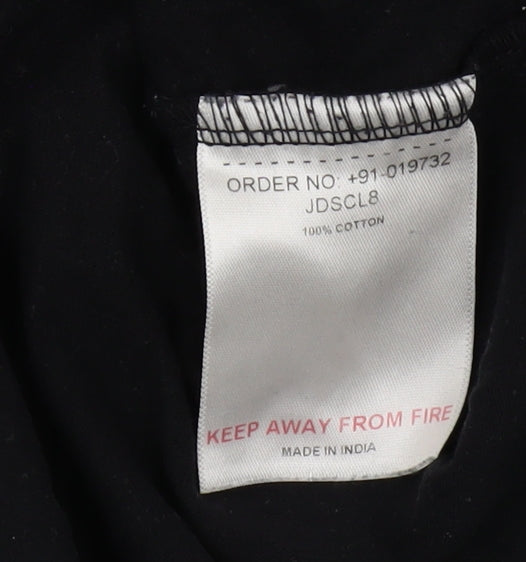 ORDER NO: +91-019732
JDSCL8
100% COTTON
KEEP AWAY FROM FIRE
MADE IN INDIA